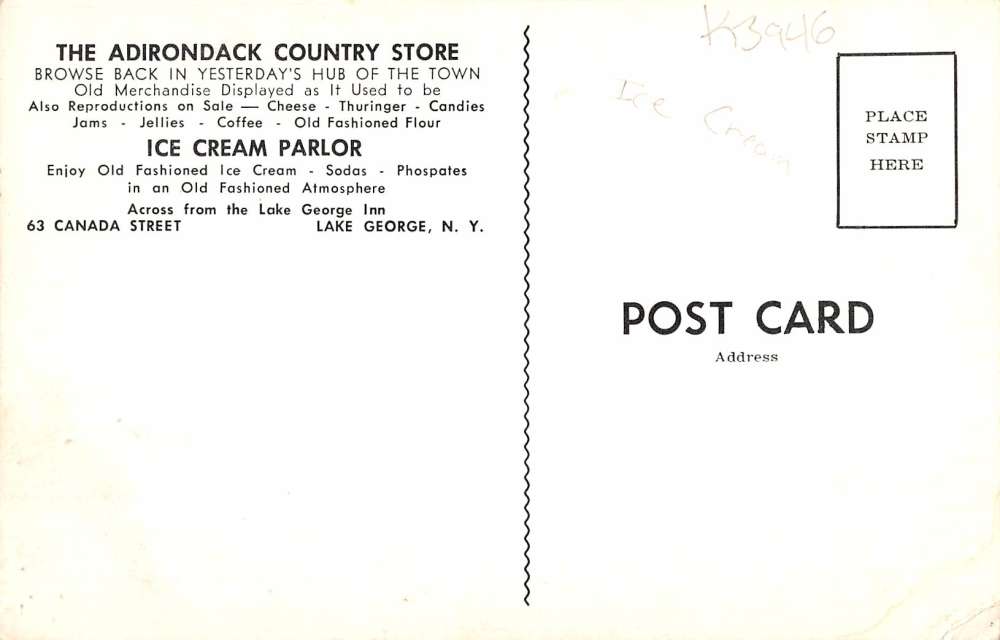 THE ADIRONDACK COUNTRY STORE
BROWSE BACK IN YESTERDAY'S HUB OF THE TOWN
Old Merchandise Displayed as It Used to be
Also Reproductions on Sale — Cheese - Thuringer - Candies
Jams - Jellies - Coffee - Old Fashioned Flour
ICE CREAM PARLOR
Enjoy Old Fashioned Ice Cream - Sodas - Phospates
in an Old Fashioned Atmosphere
Across from the Lake George Inn
63 CANADA STREET LAKE GEORGE, N. Y.
K3946
Ice Cream
PLACE
STAMP
HERE
POST CARD
Address